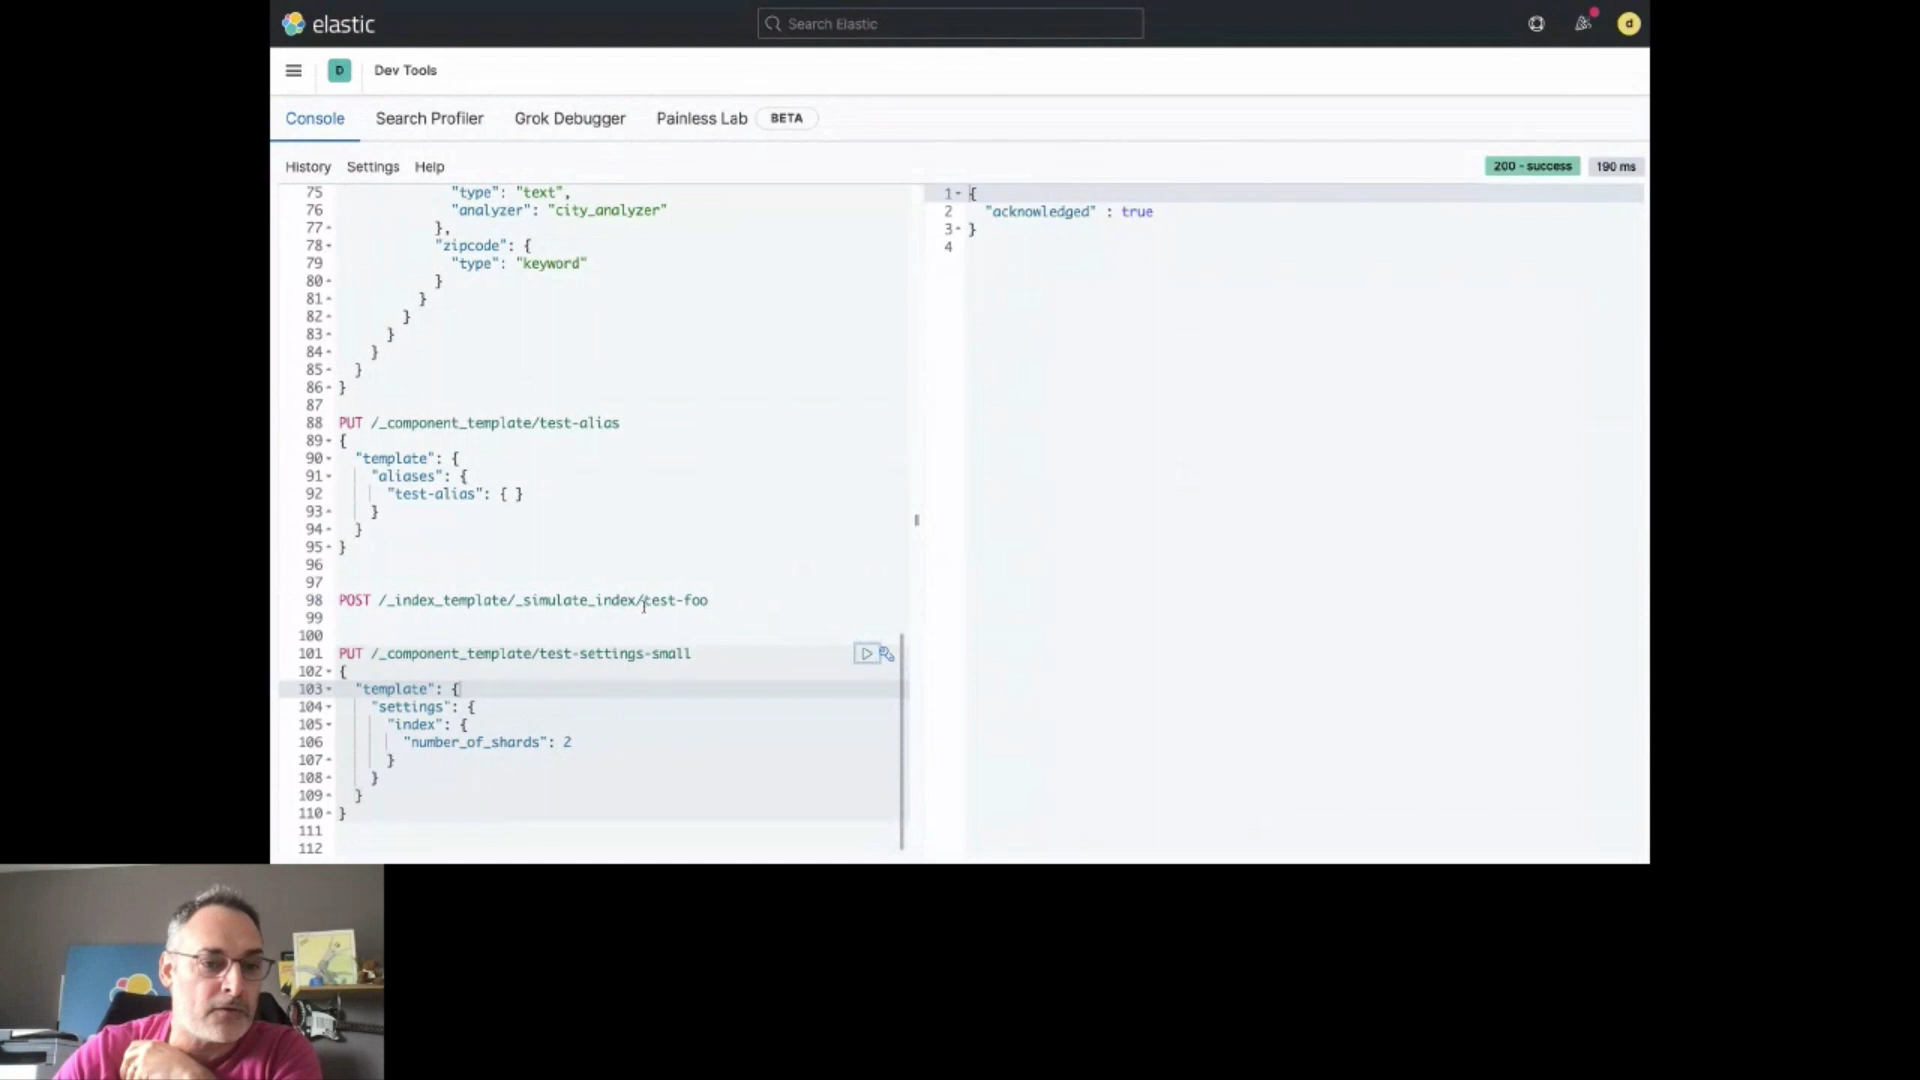 elastic
Search Elastic
d
D
Dev Tools
Console
Search Profiler
Grok Debugger
Painless Lab
BETA
History
Settings
Help
200 - success
190 ms
75 "type": "text",
76 "analyzer": "city_analyzer"
77 },
78 "zipcode": {
79 "type": "keyword"
80 }
81 }
82 }
83 }
84 }
85 }
86 }
87
88 PUT /_component_template/test-alias
89 {
90 "template": {
91 "aliases": {
92 "test-alias": { }
93 }
94 }
95 }
96
97
98 POST /_index_template/_simulate_index/test-foo
99
100
101 PUT /_component_template/test-settings-small
102 {
103 "template": {
104 "settings": {
105 "index": {
106 "number_of_shards": 2
107 }
108 }
109 }
110 }
111
112
1 {
2 "acknowledged" : true
3 }
4